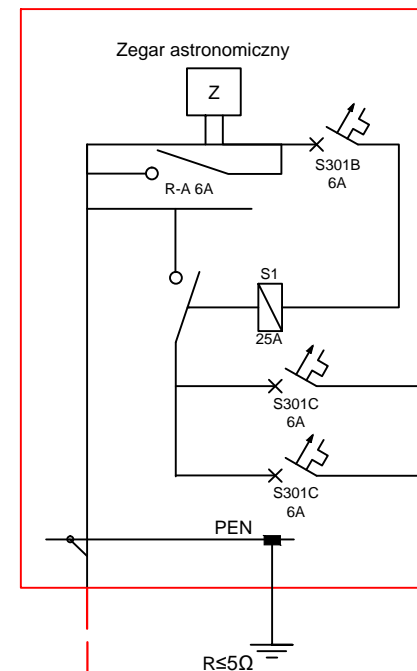 Zegar astronomiczny
Z
S301B
6A
R-A 6A
S1
25A
S301C
6A
S301C
6A
PEN
R≤5Ω